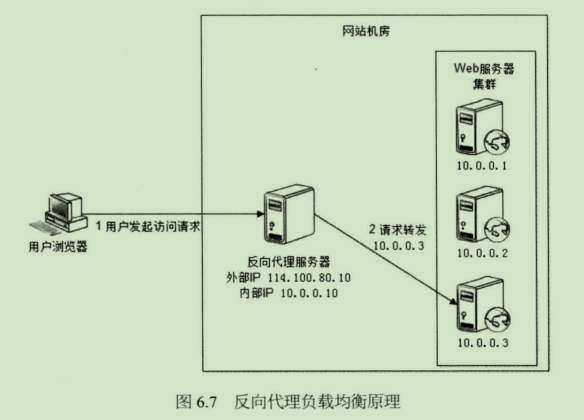 网站机房
Web服务器
集群
10.0.0.1
1 用户发起访问请求
2 请求转发
10.0.0.3
10.0.0.2
用户浏览器
反向代理服务器
外部IP 114.100.80.10
内部IP 10.0.0.10
10.0.0.3
图 6.7 反向代理负载均衡原理